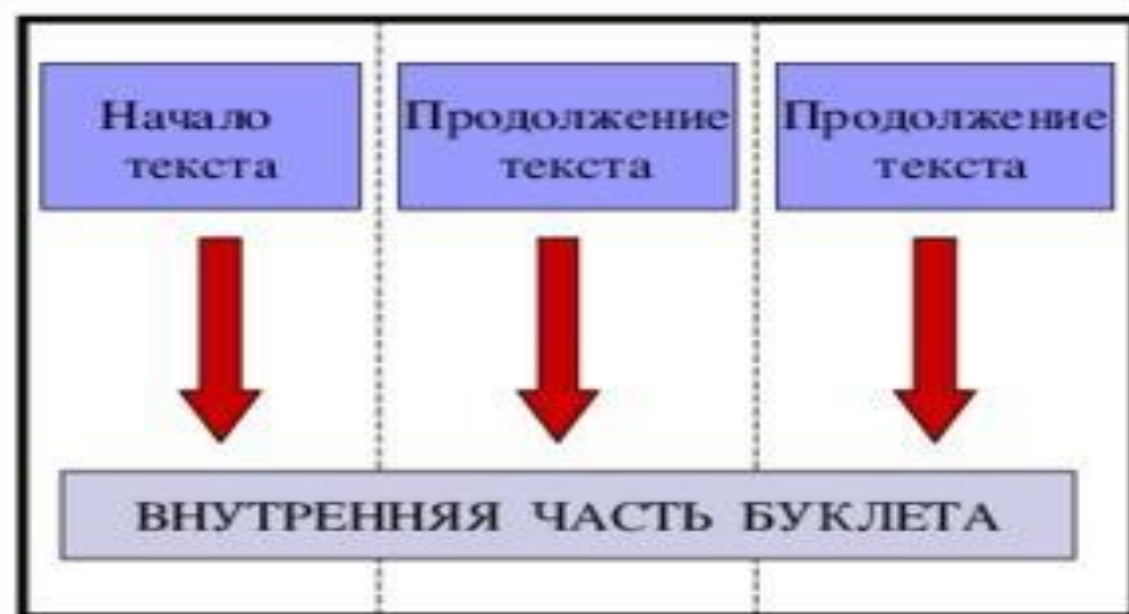 Начало
текста
Продолжение
текста
Продолжение
текста
ВНУТРЕННЯЯ ЧАСТЬ БУКЛЕТА